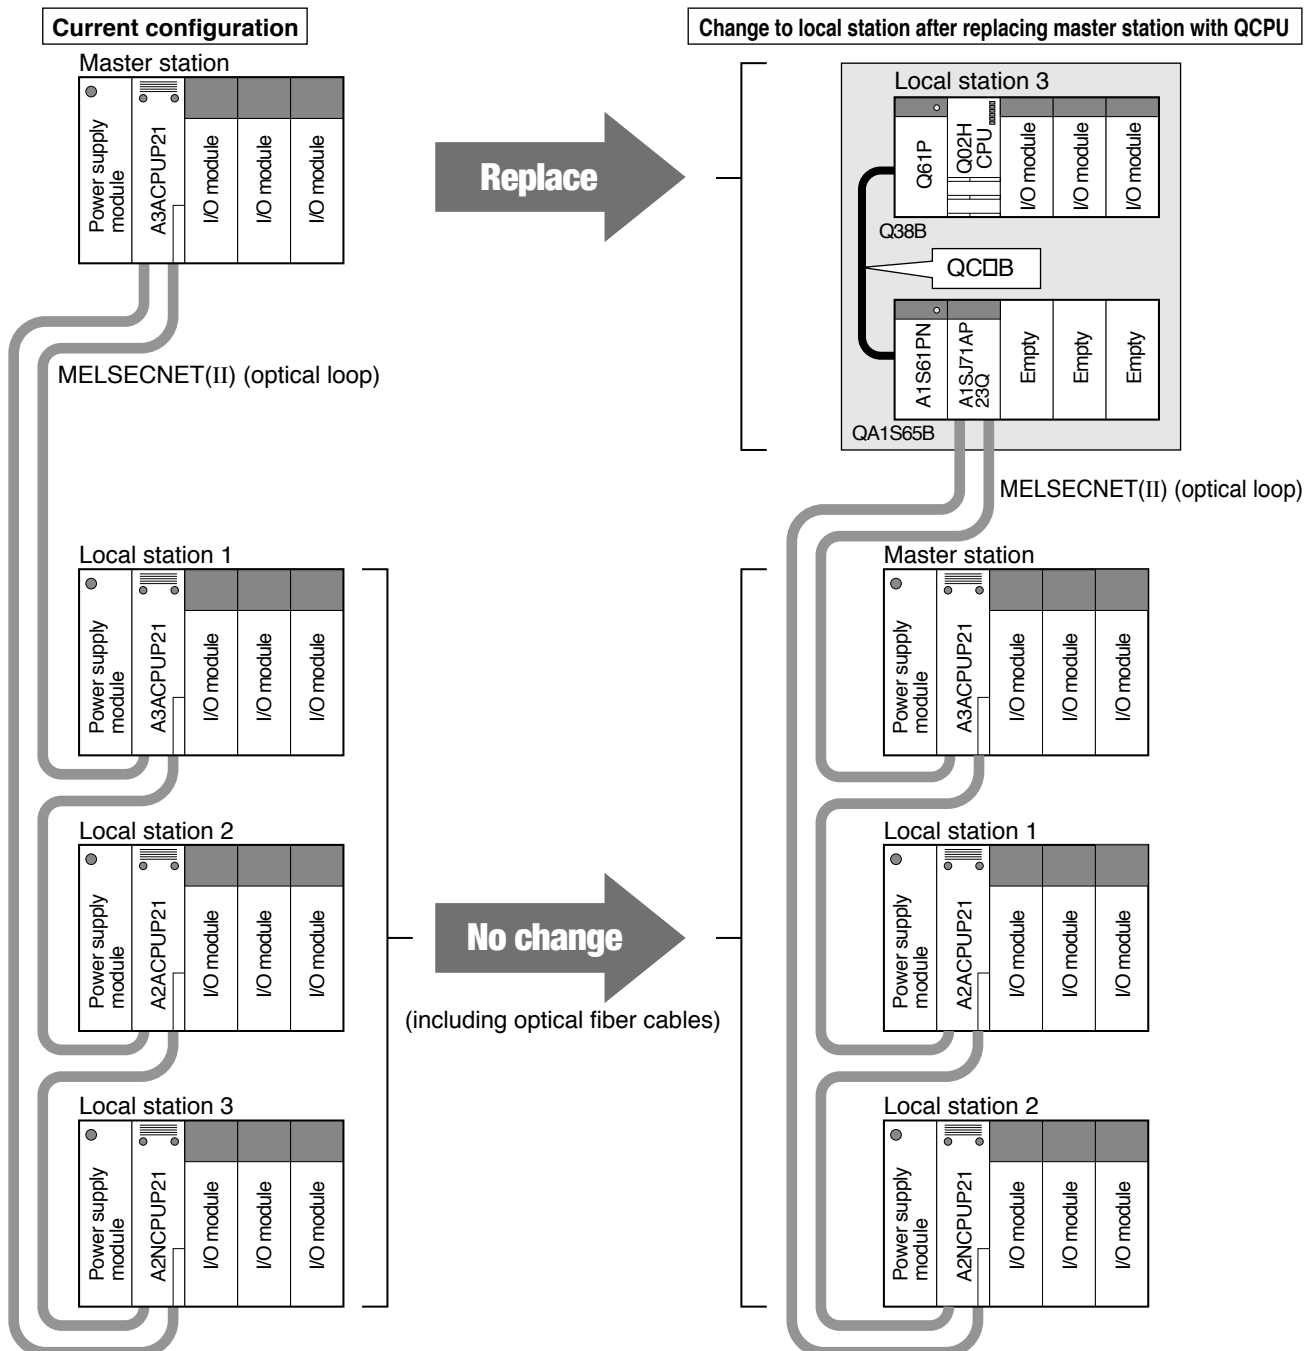 Current configuration
Master station
Power supply
module
A3ACPUP21
I/O module
I/O module
I/O module
MELSECNET(II) (optical loop)
Local station 1
Power supply
module
A3ACPUP21
I/O module
I/O module
I/O module
Local station 2
Power supply
module
A2ACPUP21
I/O module
I/O module
I/O module
Local station 3
Power supply
module
A2NCPUP21
I/O module
I/O module
I/O module
Replace
No change
(including optical fiber cables)
Change to local station after replacing master station with QCPU
Local station 3
Q61P
Q02H
CPU
I/O module
I/O module
I/O module
Q38B
QC□B
A1S61PN
A1SJ71AP
23Q
Empty
Empty
Empty
QA1S65B
MELSECNET(II) (optical loop)
Master station
Power supply
module
A3ACPUP21
I/O module
I/O module
I/O module
Local station 1
Power supply
module
A2ACPUP21
I/O module
I/O module
I/O module
Local station 2
Power supply
module
A2NCPUP21
I/O module
I/O module
I/O module